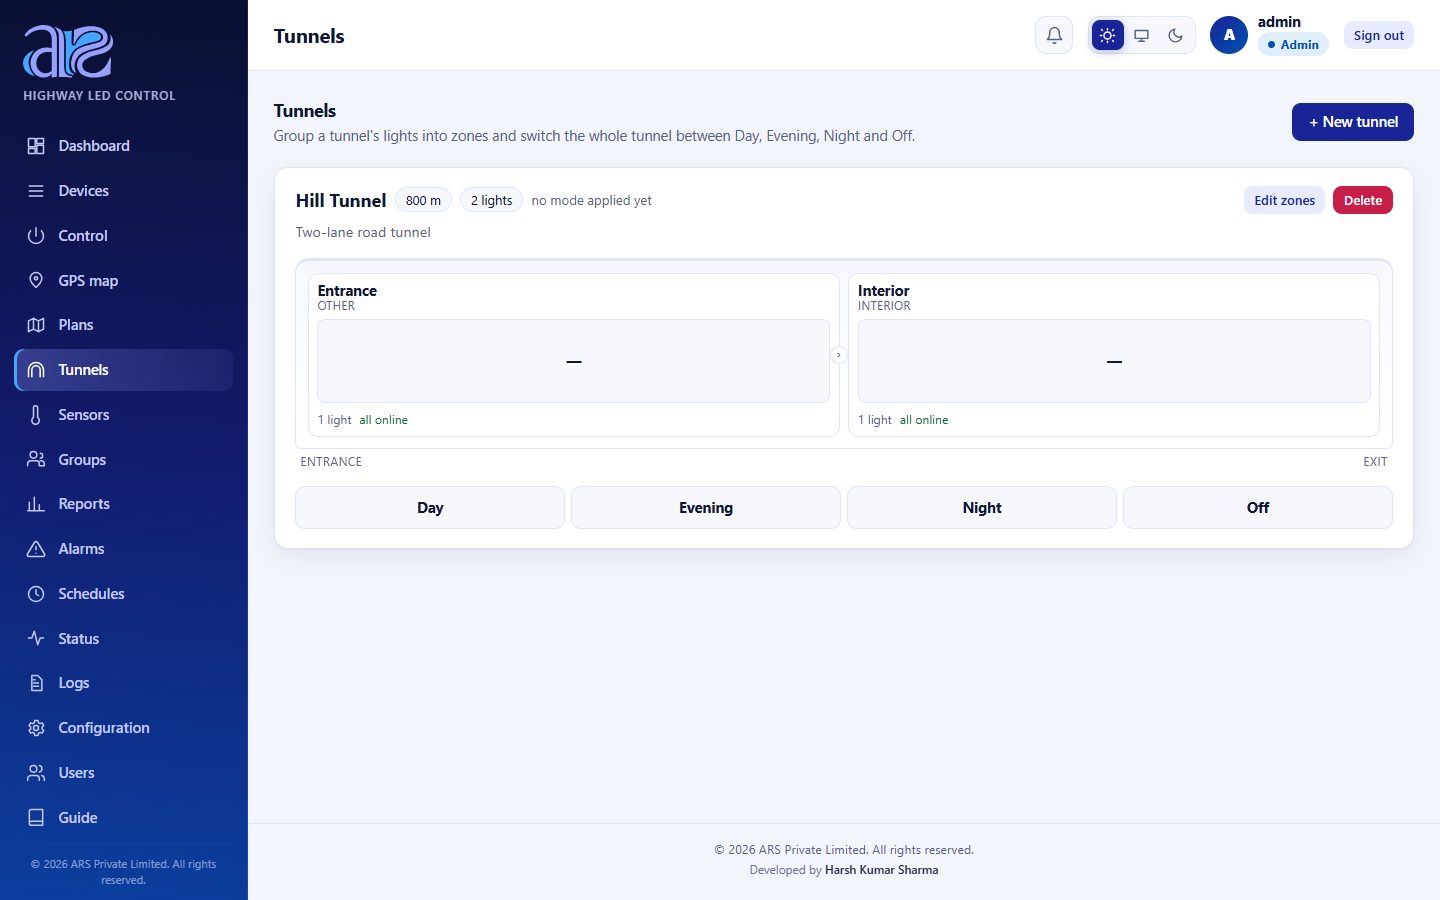 ars
HIGHWAY LED CONTROL
Dashboard
Devices
Control
GPS map
Plans
Tunnels
Sensors
Groups
Reports
Alarms
Schedules
Status
Logs
Configuration
Users
Guide
© 2026 ARS Private Limited. All rights
reserved.
Tunnels
A
admin
Admin
Sign out
Tunnels
Group a tunnel's lights into zones and switch the whole tunnel between Day, Evening, Night and Off.
+ New tunnel
Hill Tunnel 800 m 2 lights no mode applied yet
Edit zones Delete
Two-lane road tunnel
Entrance
OTHER
—
1 light all online
›
Interior
INTERIOR
—
1 light all online
ENTRANCE EXIT
Day Evening Night Off
© 2026 ARS Private Limited. All rights reserved.
Developed by Harsh Kumar Sharma